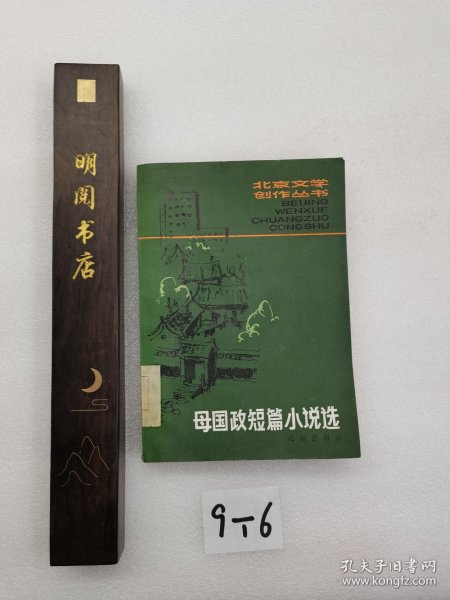 明阅书店
北京文学
创作丛书
BEIJING
WENXUE
CHUANGZUO
CONGSHU
母国政短篇小说选
北京出版社
9-6
孔夫子旧书网
www.kongfz.com